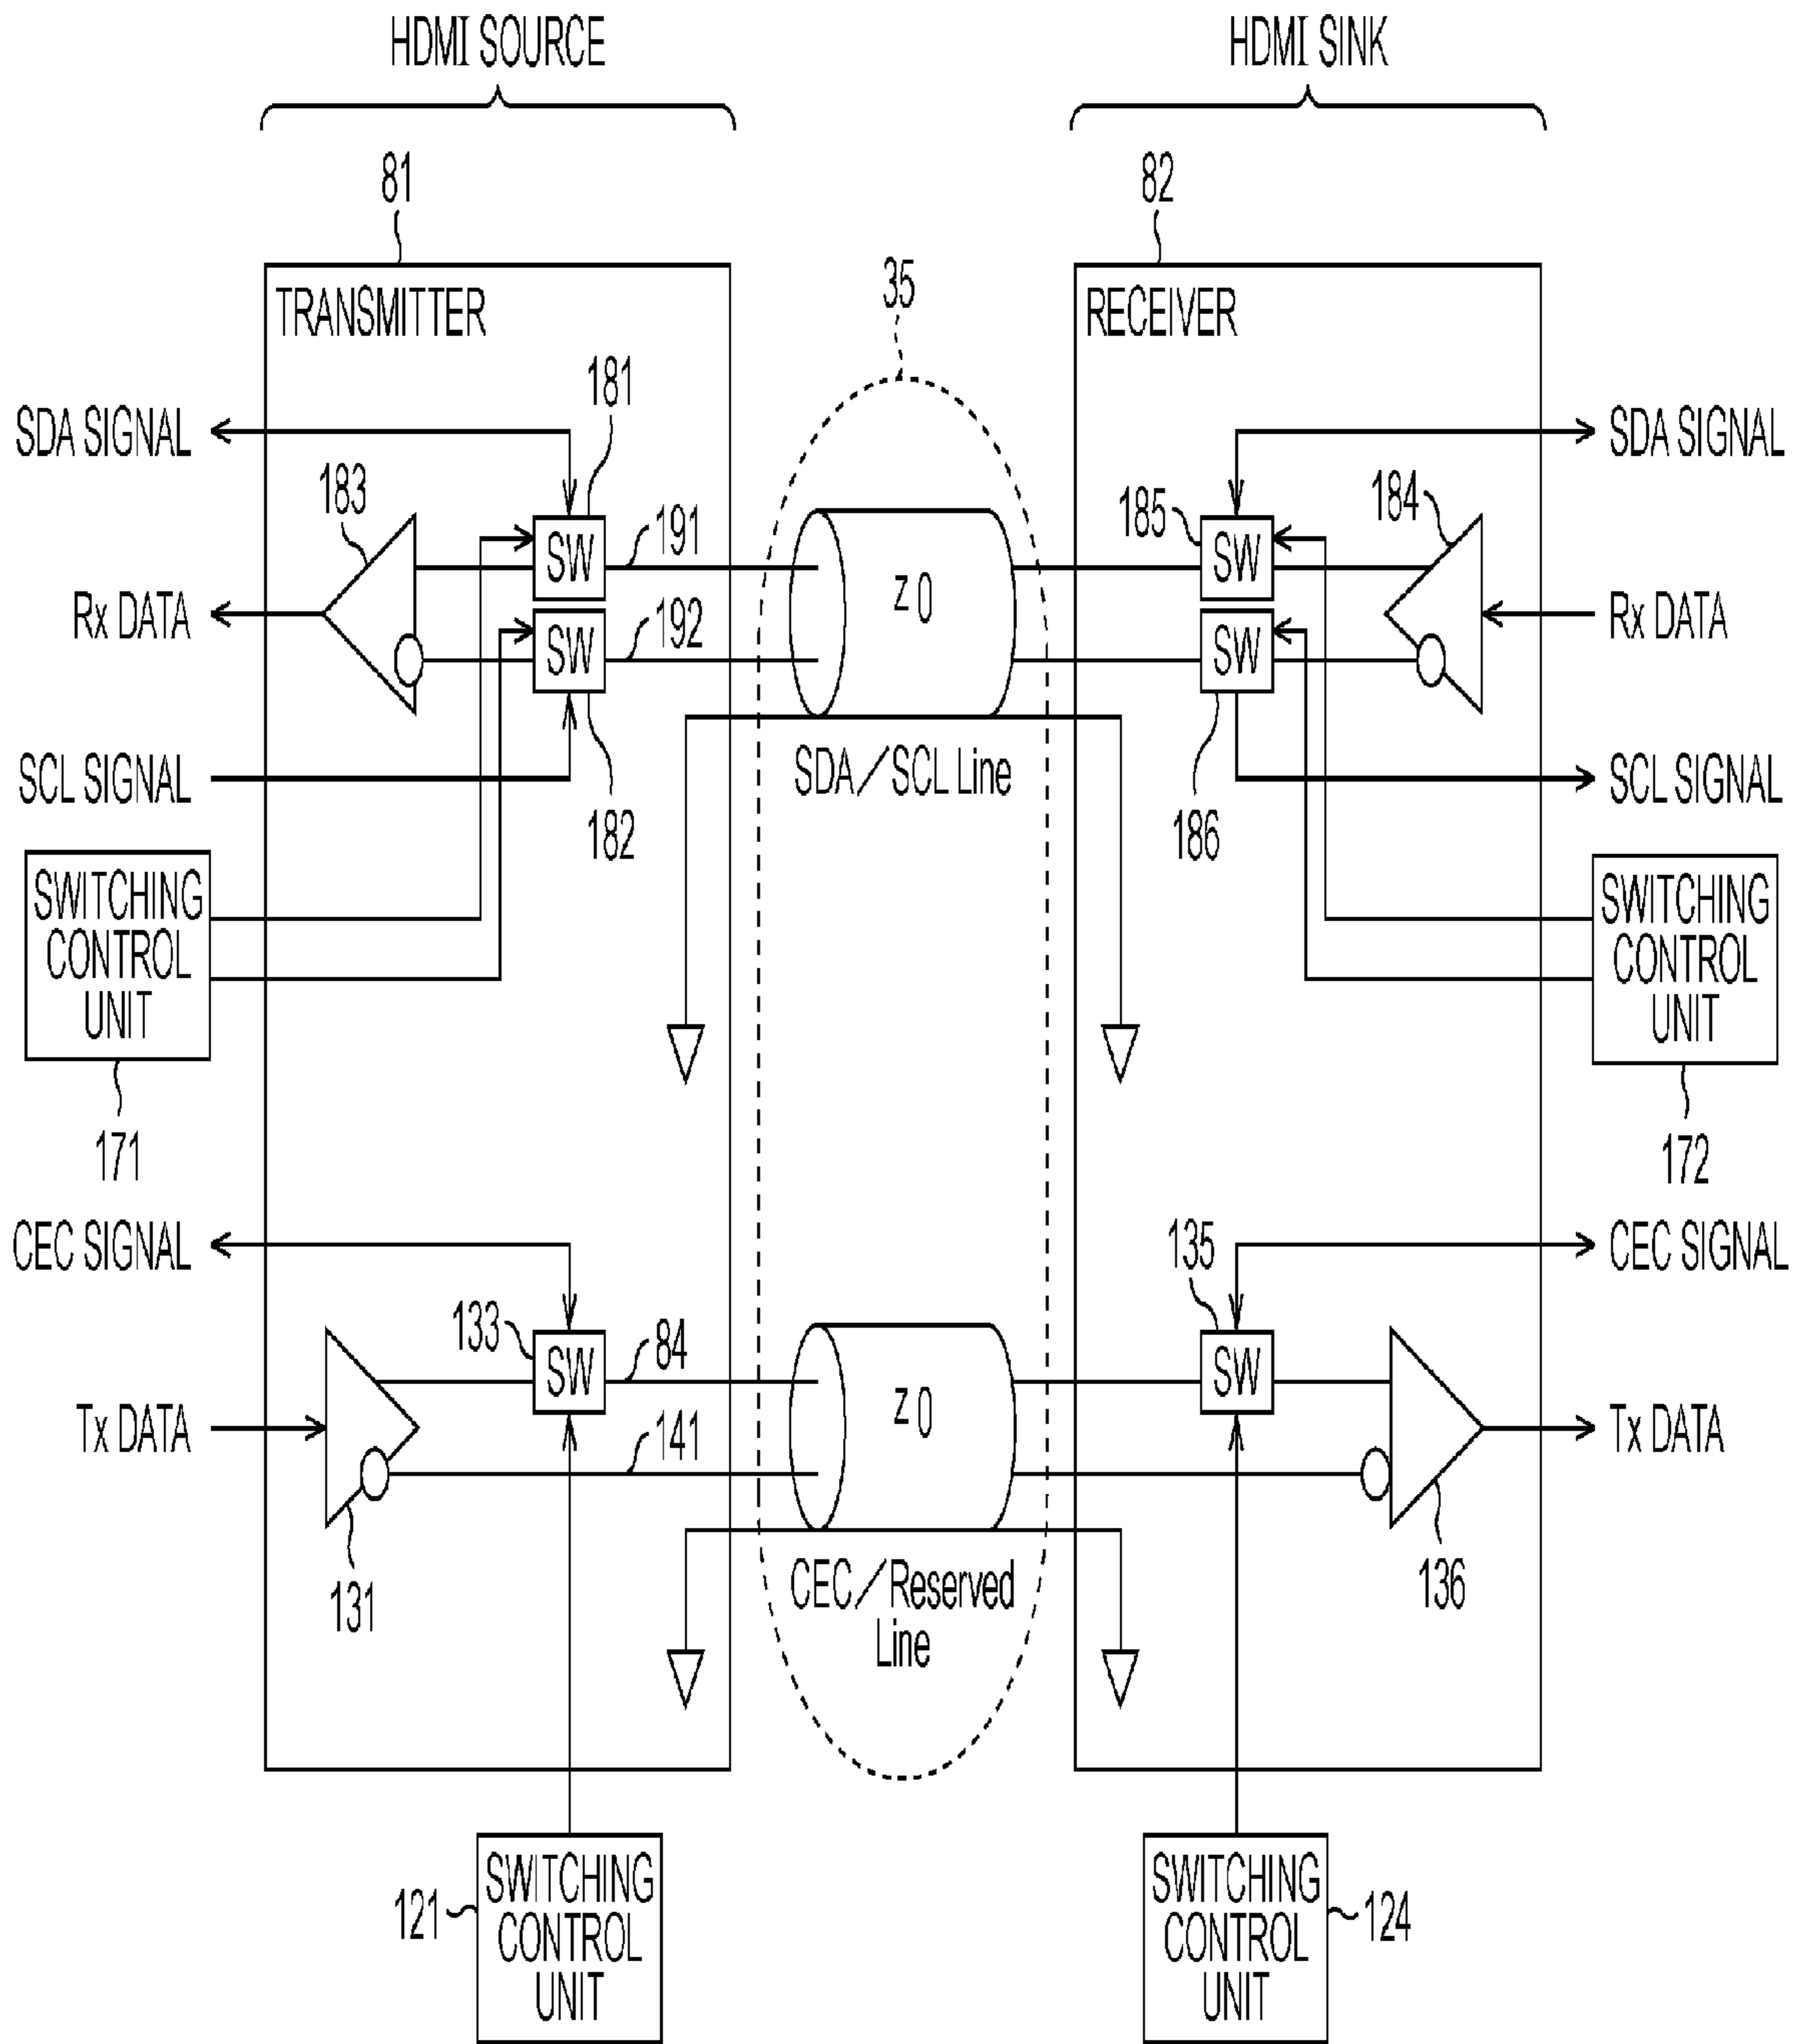 HDMI SOURCE
HDMI SINK
81
82
TRANSMITTER
35
RECEIVER
181
SDA SIGNAL
SDA SIGNAL
183
SW
191
Z0
185
SW
184
Rx DATA
SW
192
SW
Rx DATA
SCL SIGNAL
182
SDA/SCL Line
186
SCL SIGNAL
SWITCHING
CONTROL
UNIT
SWITCHING
CONTROL
UNIT
171
172
CEC SIGNAL
135
CEC SIGNAL
133
SW
84
Z0
SW
Tx DATA
141
Tx DATA
131
CEC/Reserved
Line
136
121
SWITCHING
CONTROL
UNIT
SWITCHING
CONTROL
UNIT
124